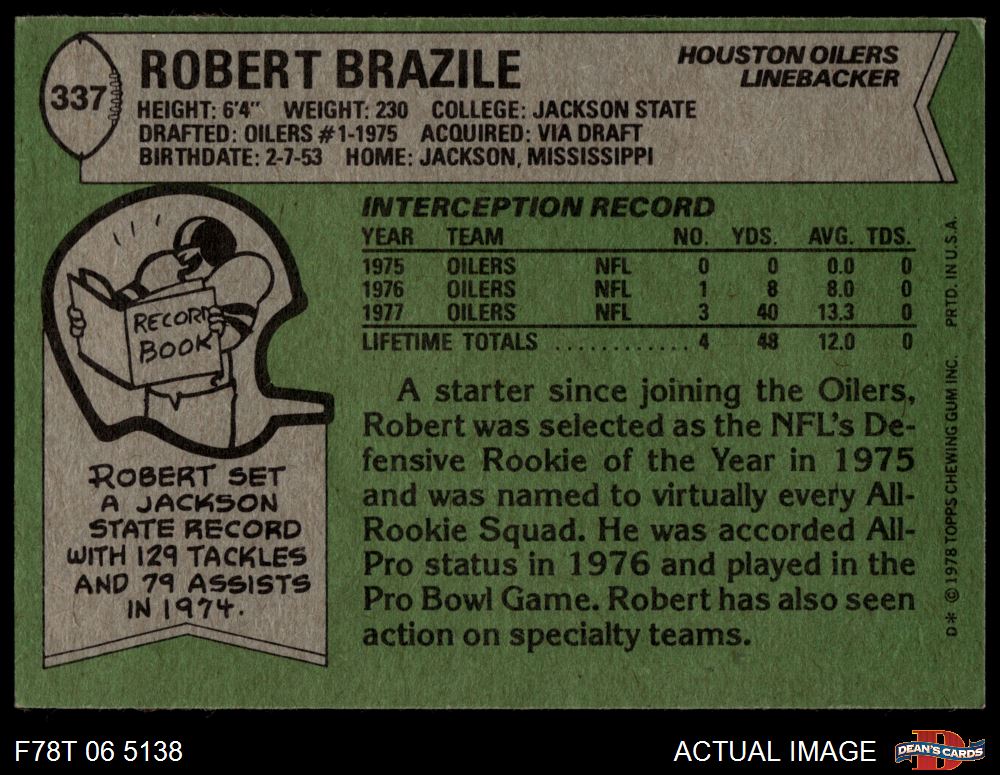 337
ROBERT BRAZILE
HOUSTON OILERS
LINEBACKER
HEIGHT: 6'4" WEIGHT: 230 COLLEGE: JACKSON STATE
DRAFTED: OILERS #1-1975 ACQUIRED: VIA DRAFT
BIRTHDATE: 2-7-53 HOME: JACKSON, MISSISSIPPI
RECORD
BOOK
ROBERT SET
A JACKSON
STATE RECORD
WITH 129 TACKLES
AND 79 ASSISTS
IN 1974.
INTERCEPTION RECORD
YEAR TEAM NO. YDS. AVG. TDS.
1975 OILERS NFL 0 0 0.0 0
1976 OILERS NFL 1 8 8.0 0
1977 OILERS NFL 3 40 13.3 0
LIFETIME TOTALS ............ 4 48 12.0 0
A starter since joining the Oilers,
Robert was selected as the NFL's De-
fensive Rookie of the Year in 1975
and was named to virtually every All-
Rookie Squad. He was accorded All-
Pro status in 1976 and played in the
Pro Bowl Game. Robert has also seen
action on specialty teams.
D* © 1978 TOPPS CHEWING GUM INC. PRTD. IN U.S.A.
F78T 06 5138
ACTUAL IMAGE
DEAN'S CARDS